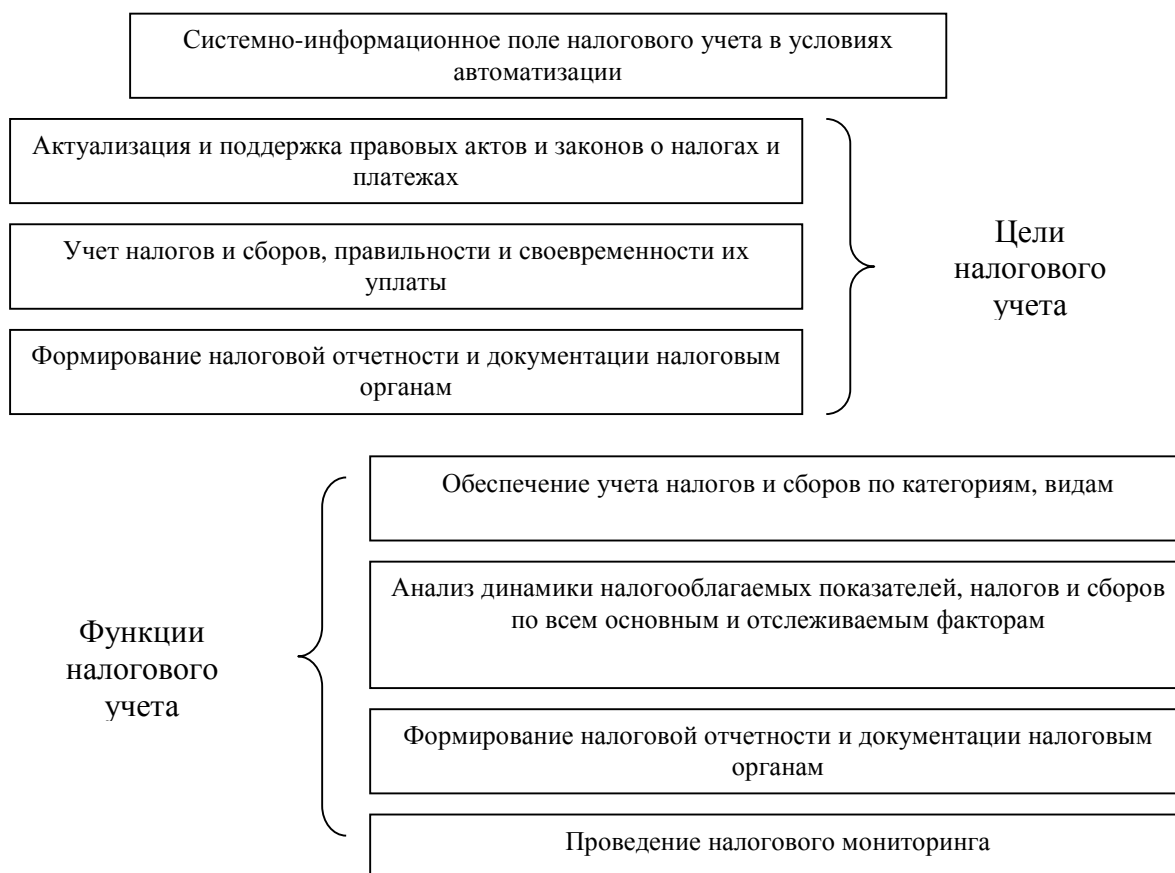 Системно-информационное поле налогового учета в условиях
автоматизации
Актуализация и поддержка правовых актов и законов о налогах и
платежах
Учет налогов и сборов, правильности и своевременности их
уплаты
Формирование налоговой отчетности и документации налоговым
органам
Цели
налогового
учета
Функции
налогового
учета
Обеспечение учета налогов и сборов по категориям, видам
Анализ динамики налогооблагаемых показателей, налогов и сборов
по всем основным и отслеживаемым факторам
Формирование налоговой отчетности и документации налоговым
органам
Проведение налогового мониторинга